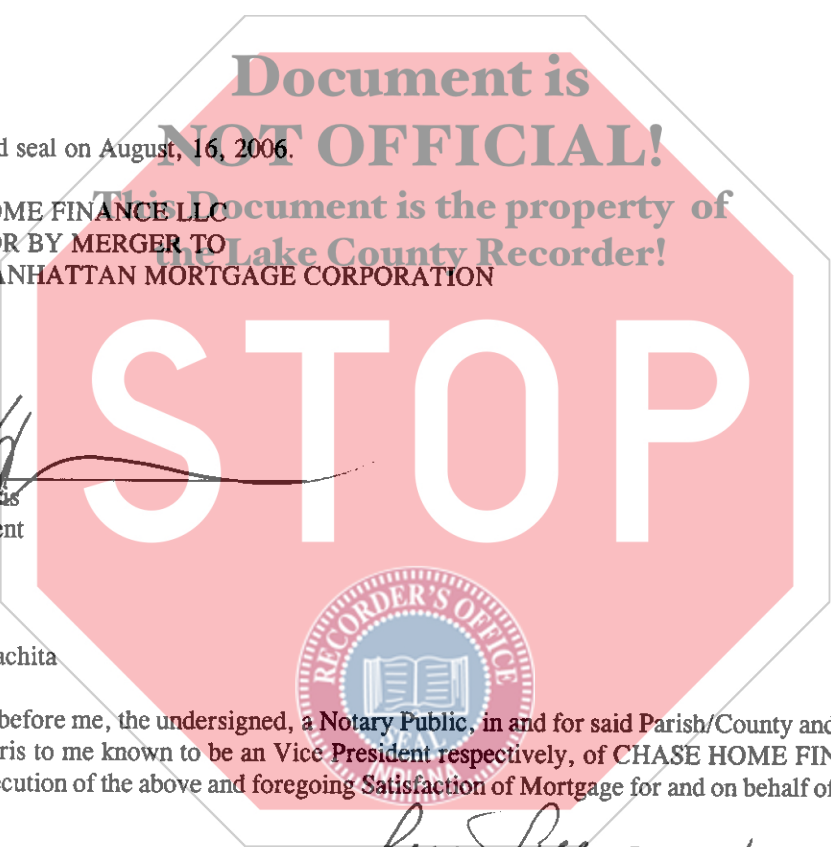 Document is
NOT OFFICIAL!
This Document is the property of
the Lake County Recorder!
d seal on August, 16, 2006.
OME FINANCE LLC
OR BY MERGER TO
ANHATTAN MORTGAGE CORPORATION
STOP
is
ent
RECORDER'S OFFICE
SEAL
INDIANA
achita
before me, the undersigned, a Notary Public, in and for said Parish/County and
ris to me known to be an Vice President respectively, of CHASE HOME FIN
ecution of the above and foregoing Satisfaction of Mortgage for and on behalf of